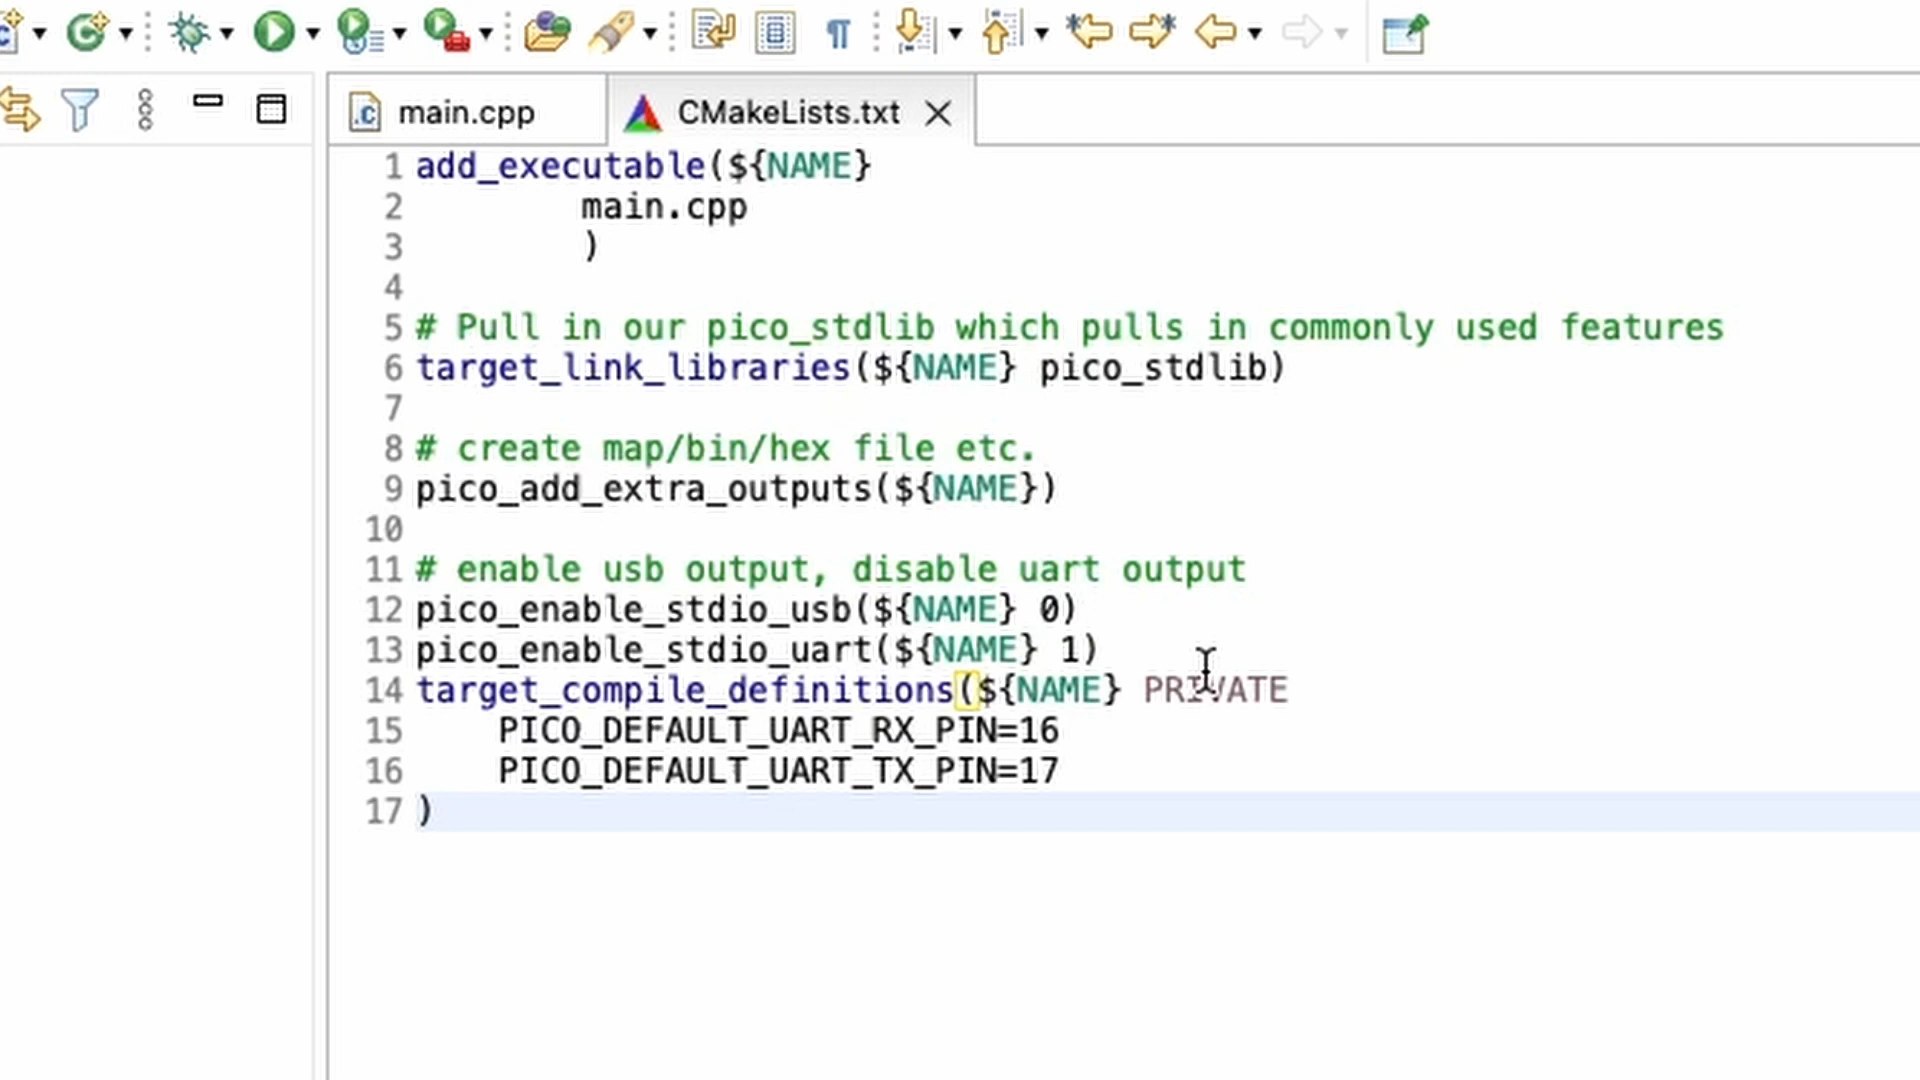 main.cpp
CMakeLists.txt
1 add_executable(${NAME}
2 main.cpp
3 )
4
5 # Pull in our pico_stdlib which pulls in commonly used features
6 target_link_libraries(${NAME} pico_stdlib)
7
8 # create map/bin/hex file etc.
9 pico_add_extra_outputs(${NAME})
10
11 # enable usb output, disable uart output
12 pico_enable_stdio_usb(${NAME} 0)
13 pico_enable_stdio_uart(${NAME} 1)
14 target_compile_definitions(${NAME} PRIVATE
15 PICO_DEFAULT_UART_RX_PIN=16
16 PICO_DEFAULT_UART_TX_PIN=17
17 )